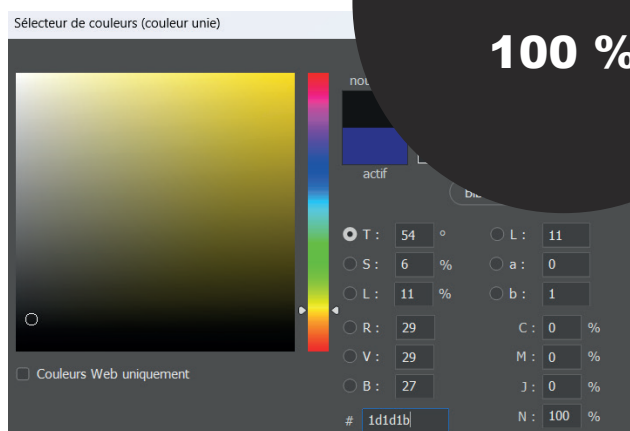 Sélecteur de couleurs (couleur unie)
100 %
actif
T : 54 ° L : 11
S : 6 % a : 0
L : 11 % b : 1
R : 29 C : 0 %
V : 29 M : 0 %
B : 27 J : 0 %
Couleurs Web uniquement
# 1d1d1b N : 100 %